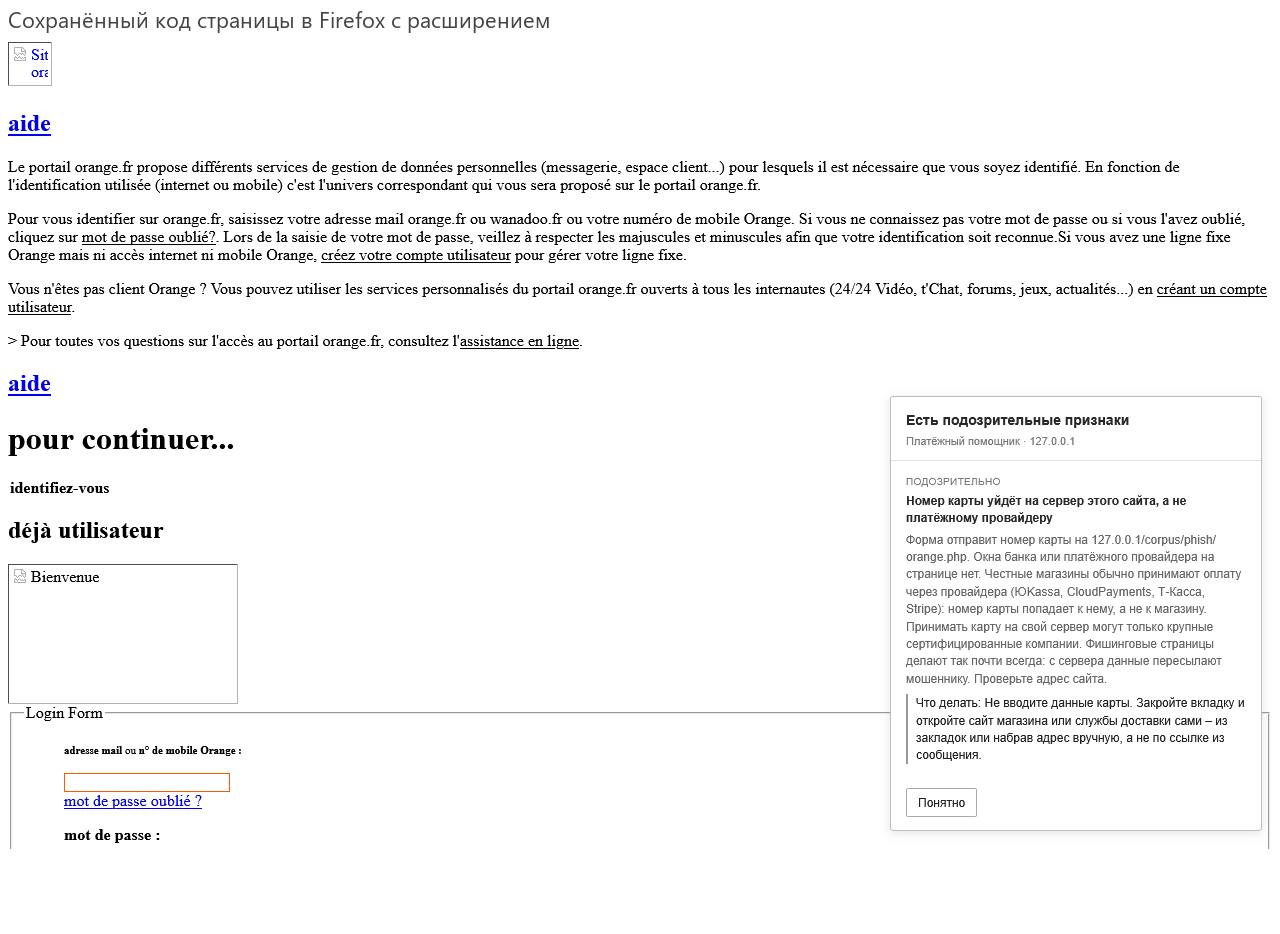 Сохранённый код страницы в Firefox с расширением
Sit
ora
aide
Le portail orange.fr propose différents services de gestion de données personnelles (messagerie, espace client...) pour lesquels il est nécessaire que vous soyez identifié. En fonction de
l'identification utilisée (internet ou mobile) c'est l'univers correspondant qui vous sera proposé sur le portail orange.fr.
Pour vous identifier sur orange.fr, saisissez votre adresse mail orange.fr ou wanadoo.fr ou votre numéro de mobile Orange. Si vous ne connaissez pas votre mot de passe ou si vous l'avez oublié,
cliquez sur mot de passe oublié?. Lors de la saisie de votre mot de passe, veillez à respecter les majuscules et minuscules afin que votre identification soit reconnue.Si vous avez une ligne fixe
Orange mais ni accès internet ni mobile Orange, créez votre compte utilisateur pour gérer votre ligne fixe.
Vous n'êtes pas client Orange ? Vous pouvez utiliser les services personnalisés du portail orange.fr ouverts à tous les internautes (24/24 Vidéo, t'Chat, forums, jeux, actualités...) en créant un compte
utilisateur.
> Pour toutes vos questions sur l'accès au portail orange.fr, consultez l'assistance en ligne.
aide
pour continuer...
identifiez-vous
déjà utilisateur
Bienvenue
Login Form
adresse mail ou n° de mobile Orange :
mot de passe oublié ?
mot de passe :
Есть подозрительные признаки
Платёжный помощник · 127.0.0.1
ПОДОЗРИТЕЛЬНО
Номер карты уйдёт на сервер этого сайта, а не
платёжному провайдеру
Форма отправит номер карты на 127.0.0.1/corpus/phish/
orange.php. Окна банка или платёжного провайдера на
странице нет. Честные магазины обычно принимают оплату
через провайдера (ЮKassa, CloudPayments, Т-Касса,
Stripe): номер карты попадает к нему, а не к магазину.
Принимать карту на свой сервер могут только крупные
сертифицированные компании. Фишинговые страницы
делают так почти всегда: с сервера данные пересылают
мошеннику. Проверьте адрес сайта.
Что делать: Не вводите данные карты. Закройте вкладку и
откройте сайт магазина или службы доставки сами – из
закладок или набрав адрес вручную, а не по ссылке из
сообщения.
Понятно